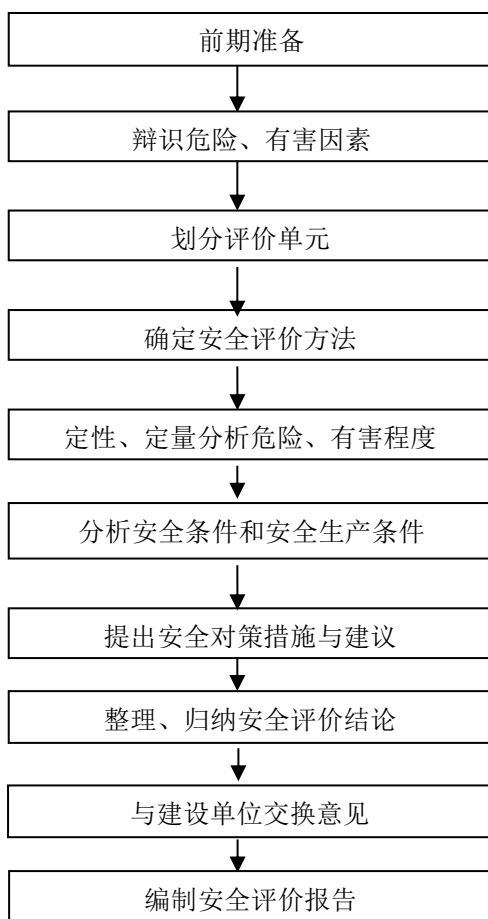 前期准备
辩识危险、有害因素
划分评价单元
确定安全评价方法
定性、定量分析危险、有害程度
分析安全条件和安全生产条件
提出安全对策措施与建议
整理、归纳安全评价结论
与建设单位交换意见
编制安全评价报告